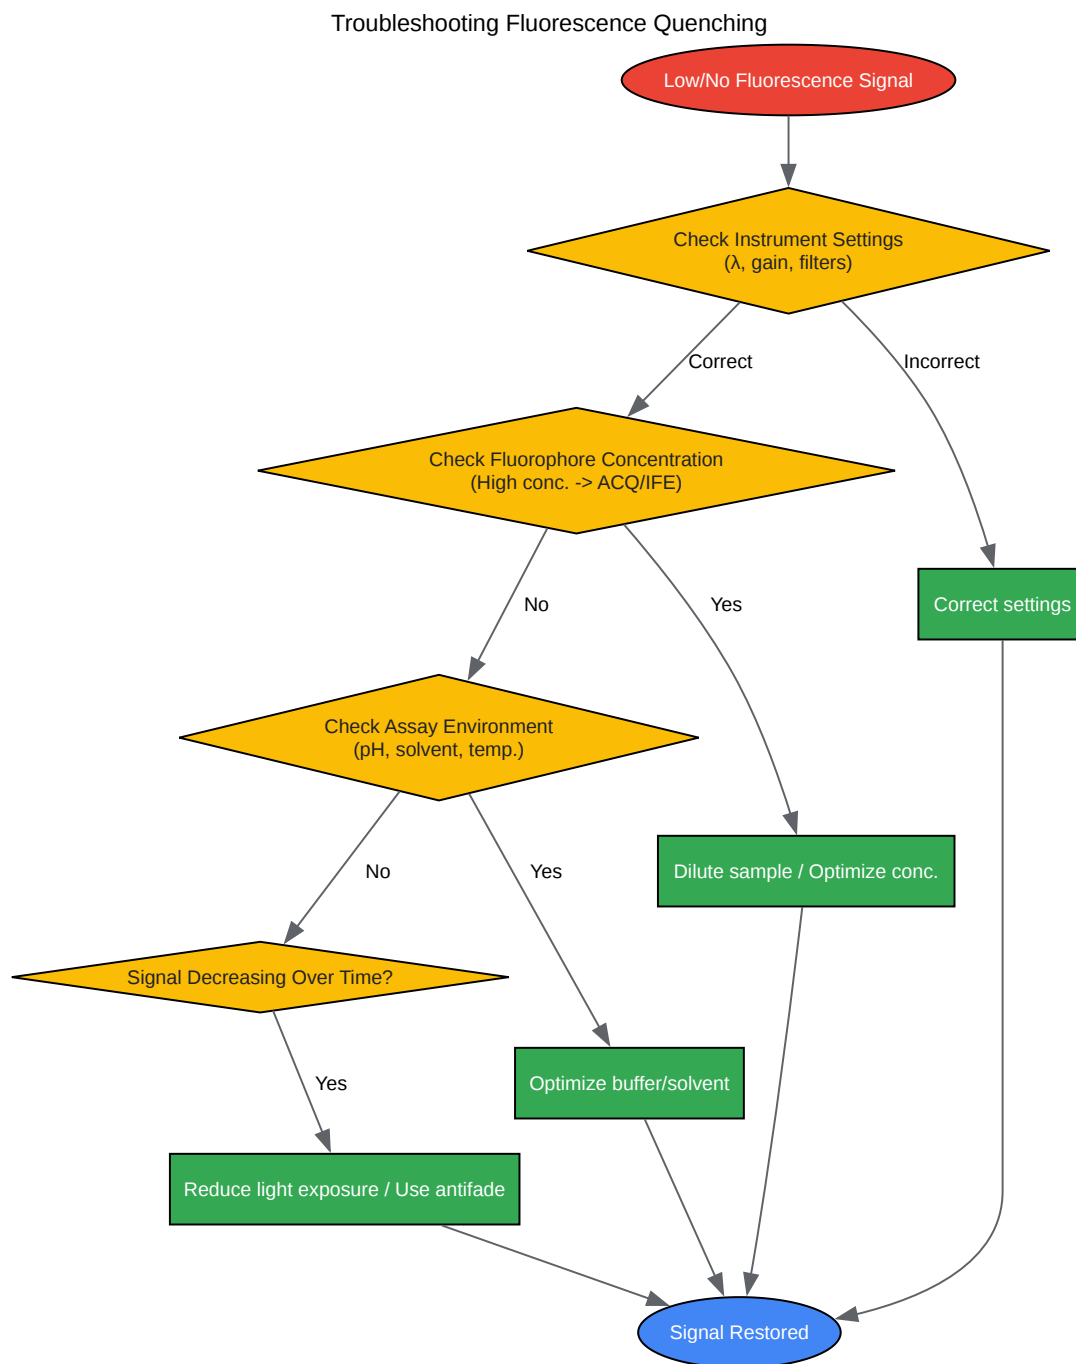 Troubleshooting Fluorescence Quenching
Low/No Fluorescence Signal
Check Instrument Settings
(λ, gain, filters)
Correct
Incorrect
Check Fluorophore Concentration
(High conc. -> ACQ/IFE)
No
Yes
Correct settings
Check Assay Environment
(pH, solvent, temp.)
No
Yes
Dilute sample / Optimize conc.
Signal Decreasing Over Time?
Yes
Optimize buffer/solvent
Reduce light exposure / Use antifade
Signal Restored